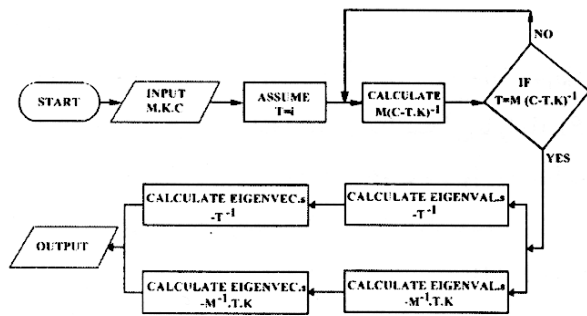 NO
START
INPUT
M.K.C
ASSUME
T=i
CALCULATE
M(C-T.K)⁻¹
IF
T=M (C-T.K)⁻¹
YES
CALCULATE EIGENVEC.s
-T⁻¹
CALCULATE EIGENVAL.s
-T⁻¹
OUTPUT
CALCULATE EIGENVEC.s
-M⁻¹.T.K
CALCULATE EIGENVAL.s
-M⁻¹.T.K